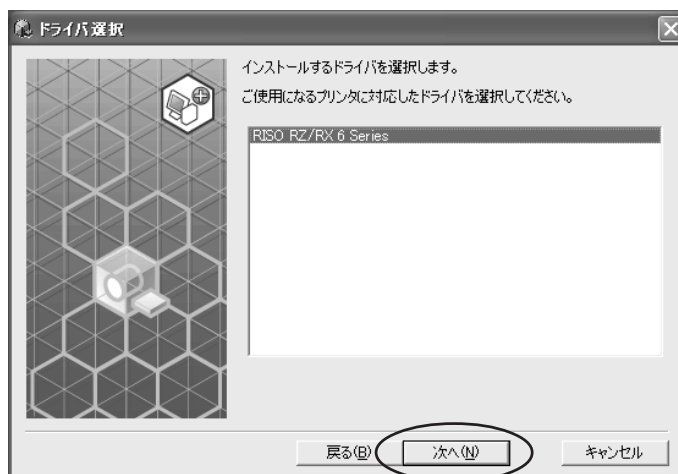 ドライバ選択
インストールするドライバを選択します。
ご使用になるプリンタに対応したドライバを選択してください。
RISO RZ/RX 6 Series
戻る(B)
次へ(N)
キャンセル